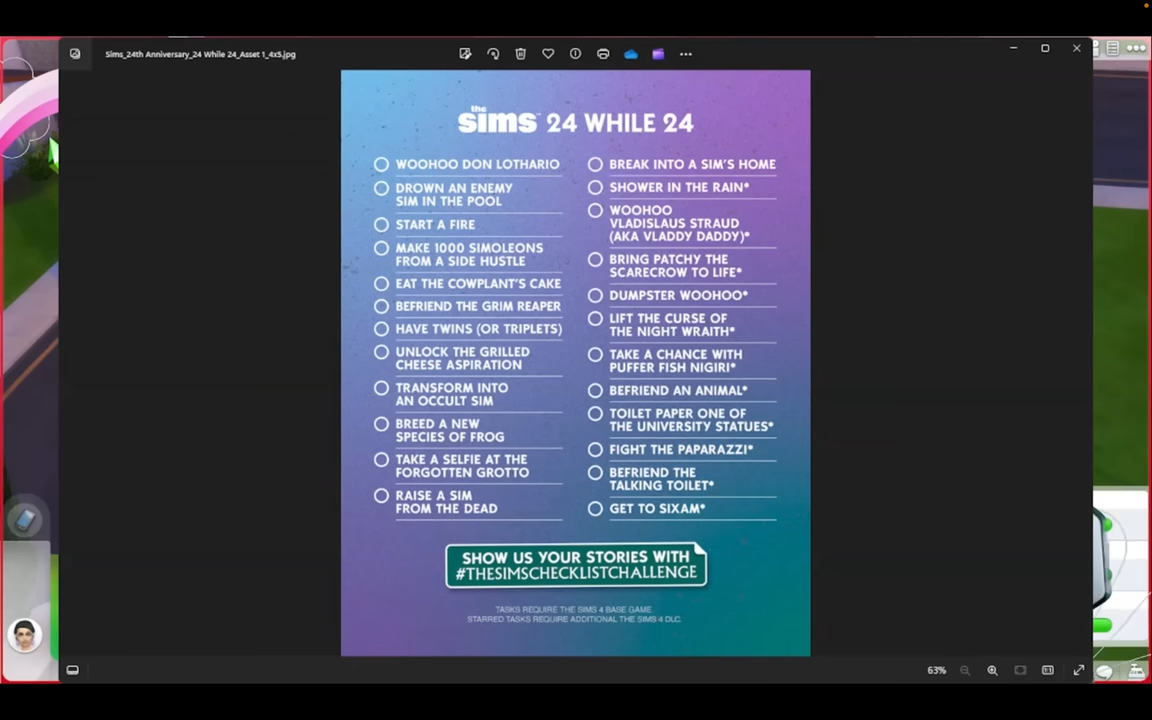 Sims_24th Anniversary_24 While 24_Asset 1_4x5.jpg
the
sims 24 WHILE 24
WOOHOO DON LOTHARIO
DROWN AN ENEMY
SIM IN THE POOL
START A FIRE
MAKE 1000 SIMOLEONS
FROM A SIDE HUSTLE
EAT THE COWPLANT'S CAKE
BEFRIEND THE GRIM REAPER
HAVE TWINS (OR TRIPLETS)
UNLOCK THE GRILLED
CHEESE ASPIRATION
TRANSFORM INTO
AN OCCULT SIM
BREED A NEW
SPECIES OF FROG
TAKE A SELFIE AT THE
FORGOTTEN GROTTO
RAISE A SIM
FROM THE DEAD
BREAK INTO A SIM'S HOME
SHOWER IN THE RAIN*
WOOHOO
VLADISLAUS STRAUD
(AKA VLADDY DADDY)*
BRING PATCHY THE
SCARECROW TO LIFE*
DUMPSTER WOOHOO*
LIFT THE CURSE OF
THE NIGHT WRAITH*
TAKE A CHANCE WITH
PUFFER FISH NIGIRI*
BEFRIEND AN ANIMAL*
TOILET PAPER ONE OF
THE UNIVERSITY STATUES*
FIGHT THE PAPARAZZI*
BEFRIEND THE
TALKING TOILET*
GET TO SIXAM*
SHOW US YOUR STORIES WITH
#THESIMSCHECKLISTCHALLENGE
TASKS REQUIRE THE SIMS 4 BASE GAME.
STARRED TASKS REQUIRE ADDITIONAL THE SIMS 4 DLC.
63%